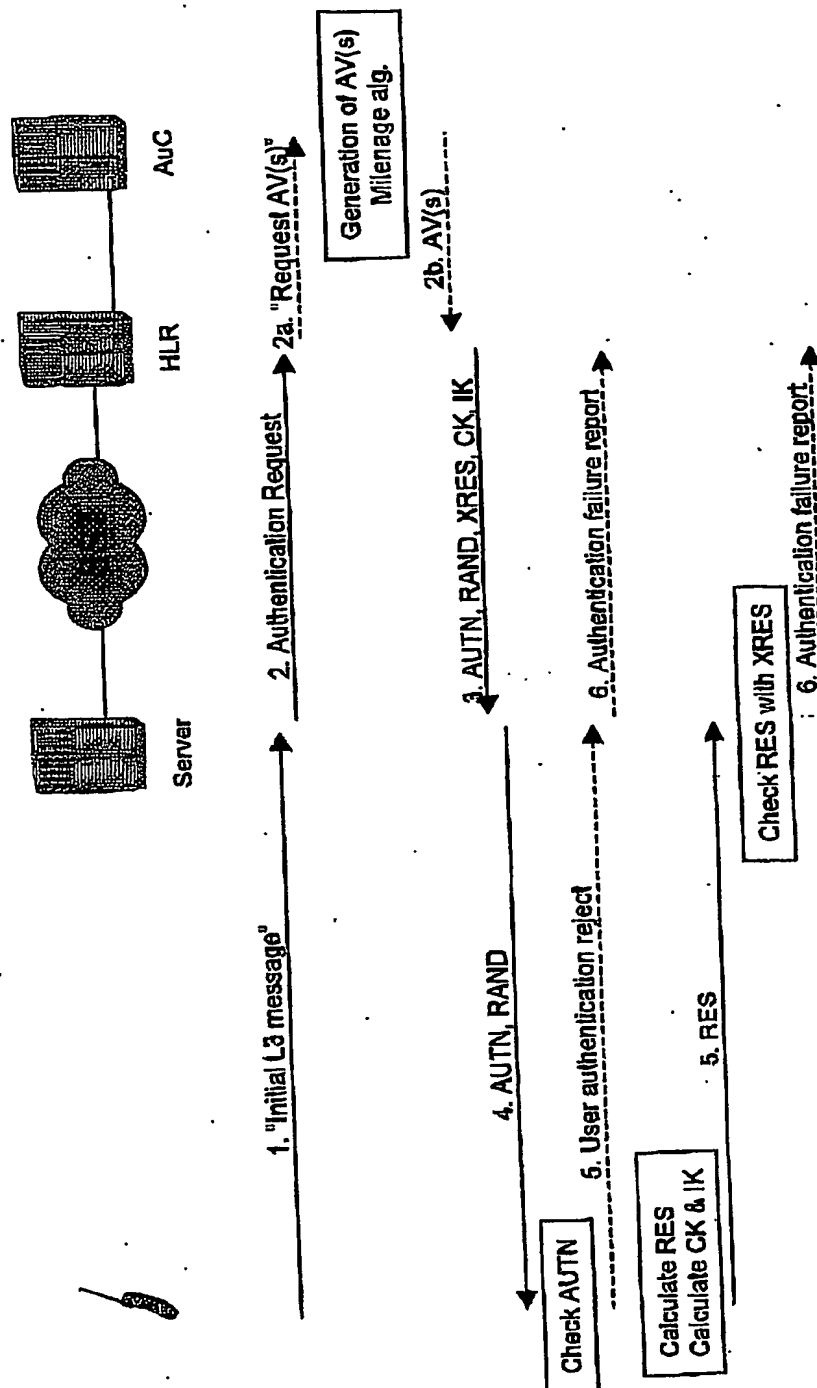 Server
HLR
AuC
1. "Initial L3 message"
2. Authentication Request
2a. "Request AV(s)"
Generation of AV(s)
Milenage alg.
2b. AV(s)
3. AUTN, RAND, XRES, CK, IK
4. AUTN, RAND
Check AUTN
5. User authentication reject
6. Authentication failure report
Calculate RES
Calculate CK & IK
5. RES
Check RES with XRES
6. Authentication failure report